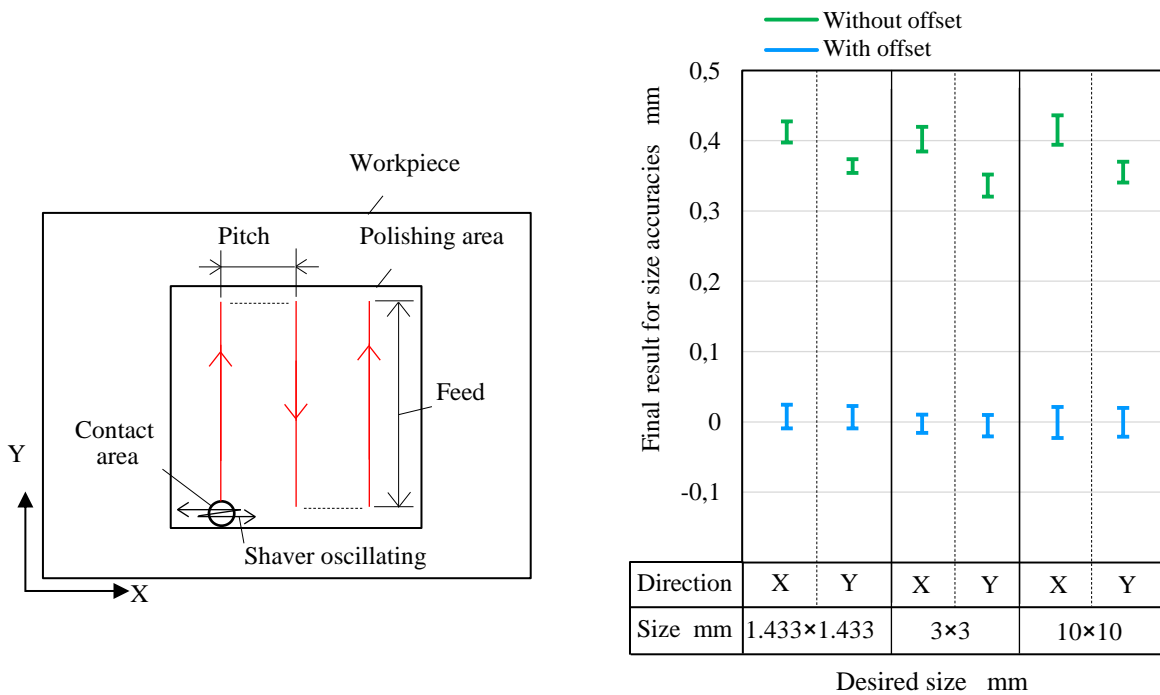 Workpiece
Pitch
Polishing area
Feed
Contact
area
Shaver oscillating
Y
X
Without offset
With offset
Final result for size accuracies mm
0,5
0,4
0,3
0,2
0,1
0
-0,1
Direction X Y X Y X Y
Size mm 1.433×1.433 3×3 10×10
Desired size mm